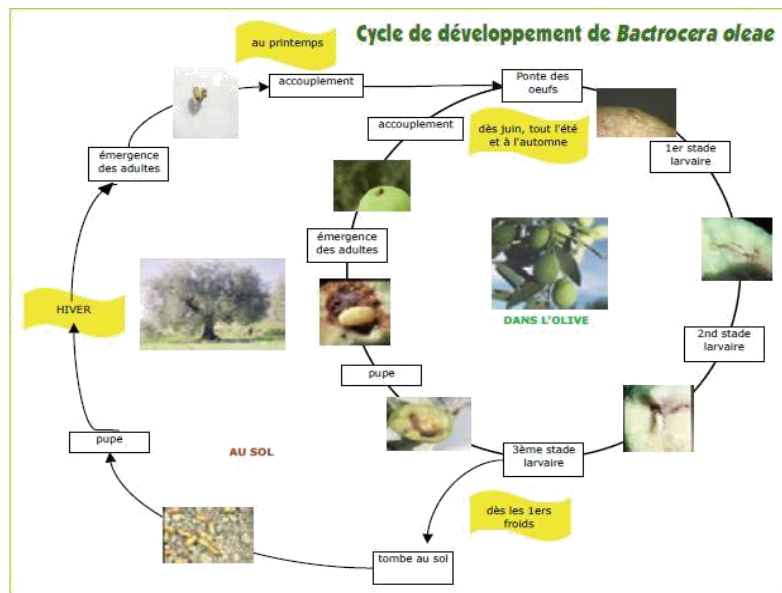 Cycle de développement de Bactrocera oleae
au printemps
accouplement
Ponte des
oeufs
accouplement
dès juin, tout l'été
et à l'automne
1er stade
larvaire
émergence
des adultes
émergence
des adultes
HIVER
DANS L'OLIVE
2nd stade
larvaire
pupe
pupe
AU SOL
3ème stade
larvaire
dès les 1ers
froids
tombe au sol